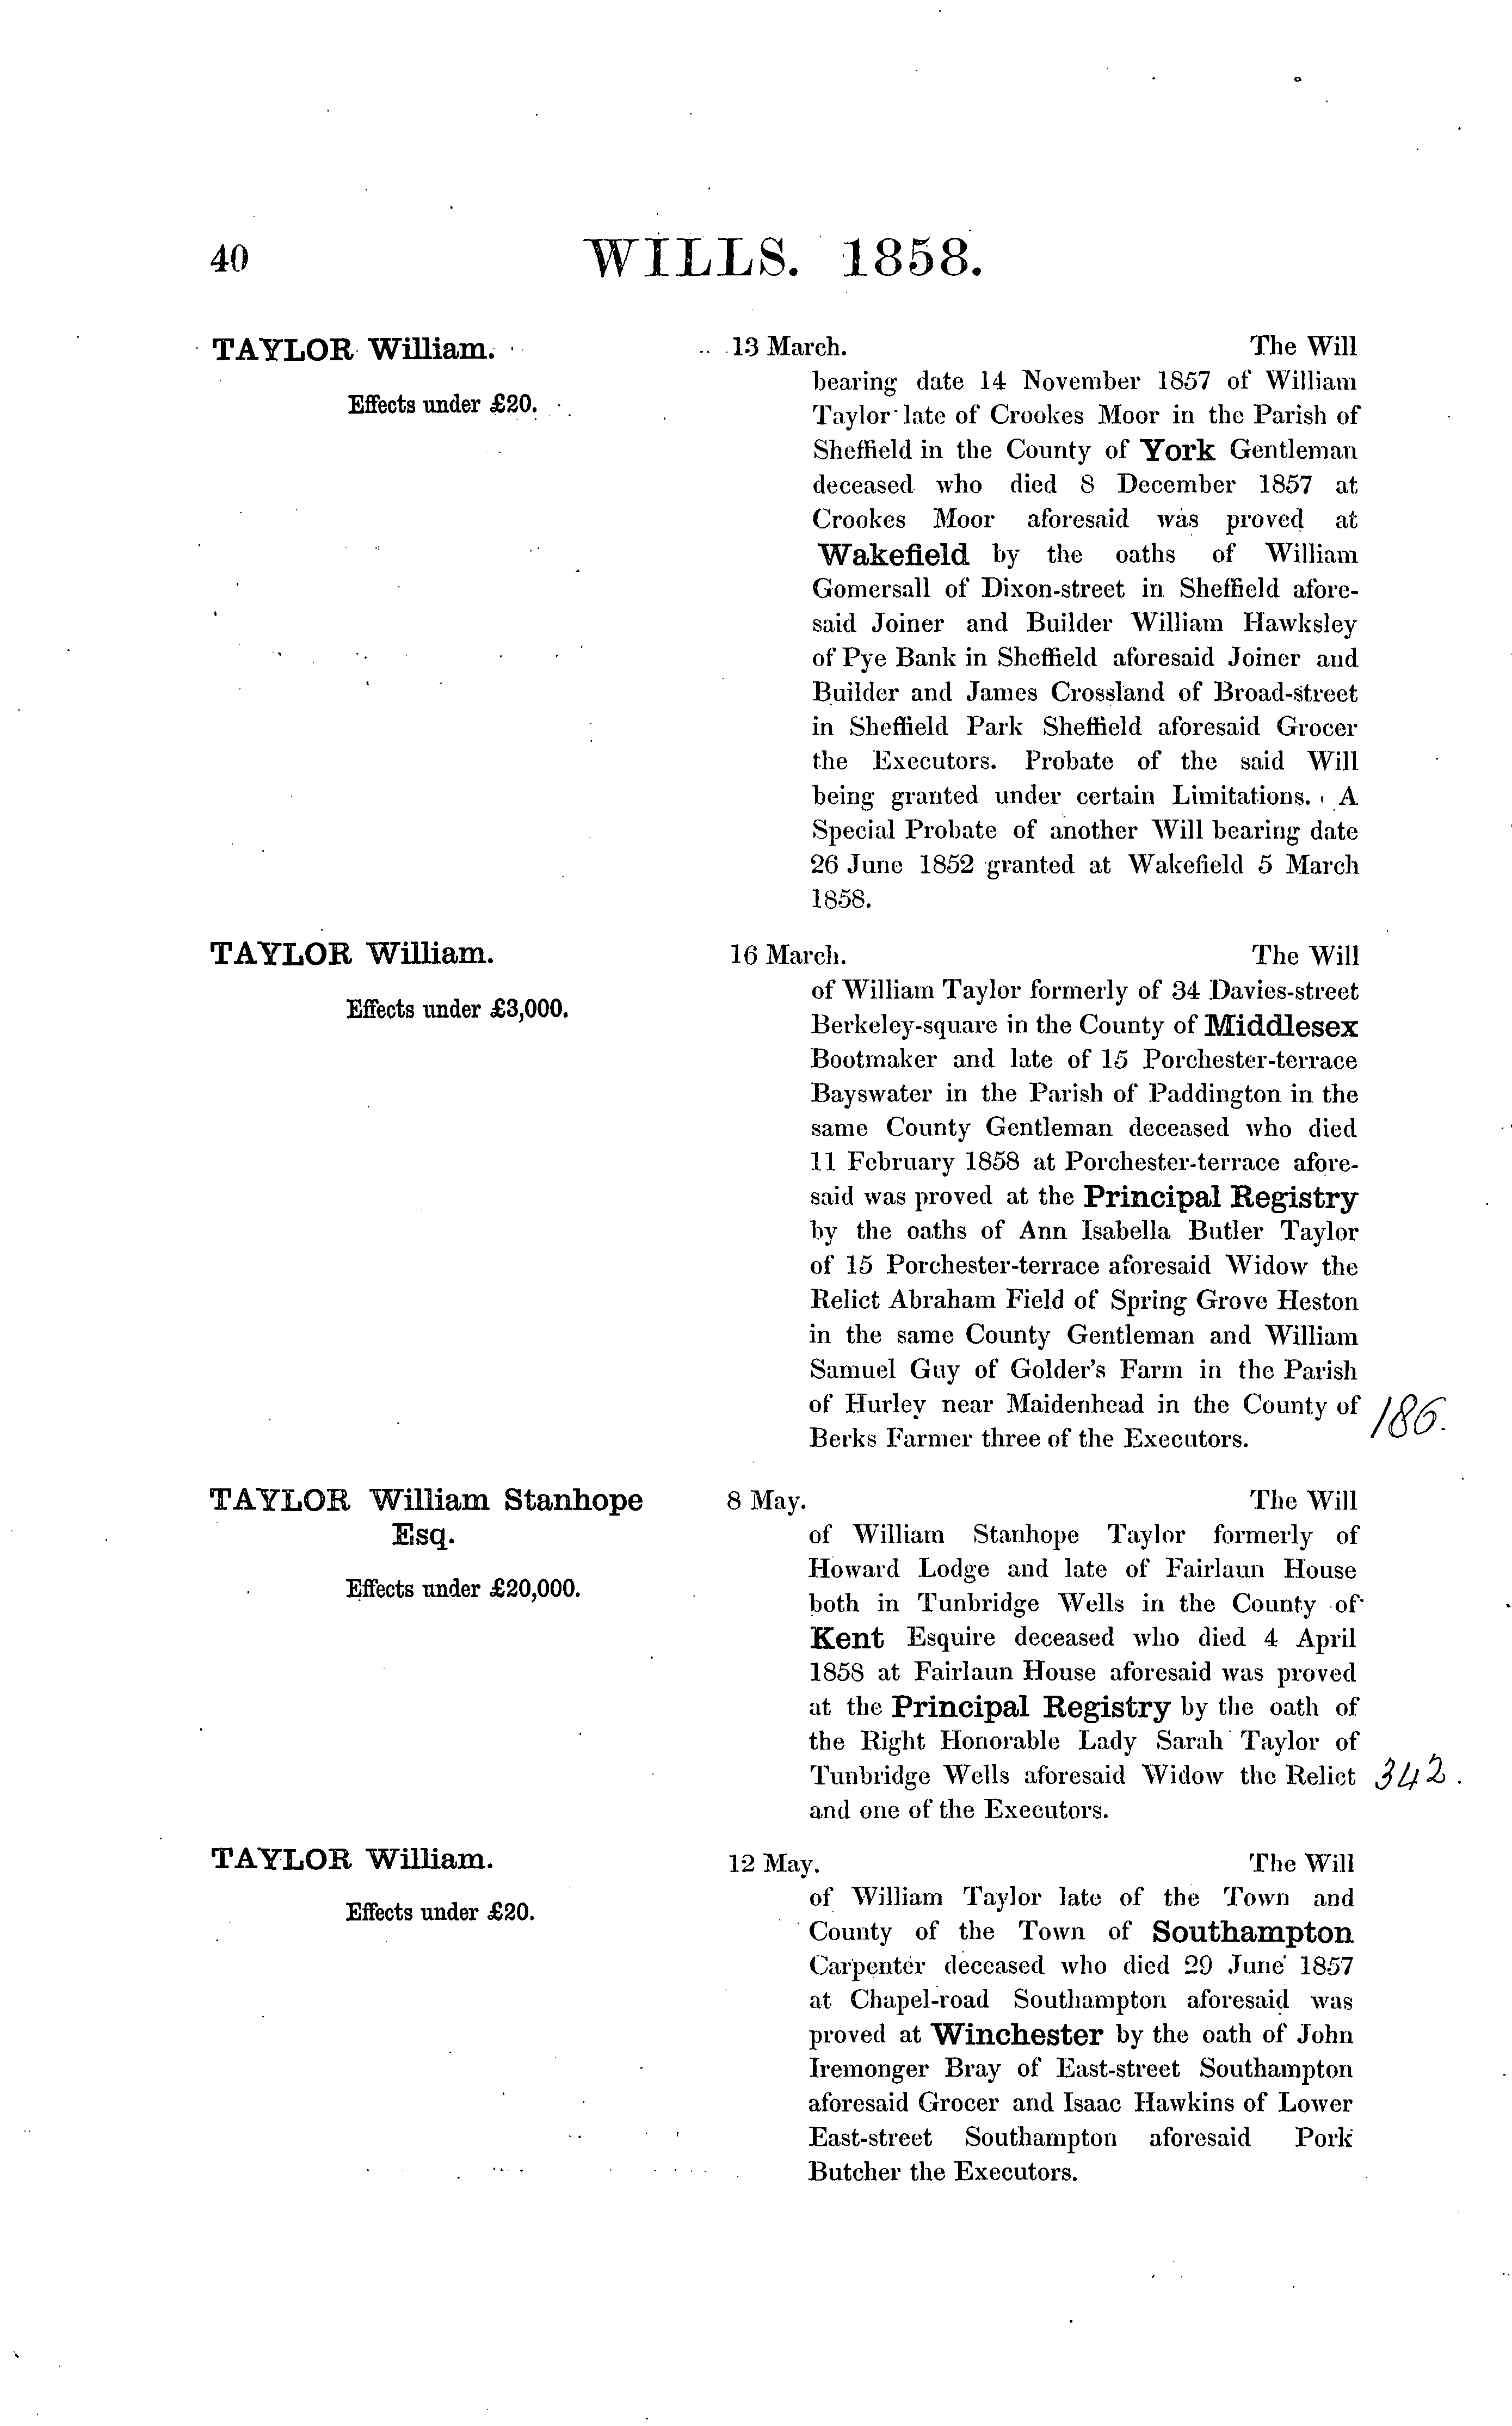 40
WILLS. 1858.
TAYLOR William.
Effects under £20.
13 March. The Will
bearing date 14 November 1857 of William
Taylor late of Crookes Moor in the Parish of
Sheffield in the County of York Gentleman
deceased who died 8 December 1857 at
Crookes Moor aforesaid was proved at
Wakefield by the oaths of William
Gomersall of Dixon-street in Sheffield afore-
said Joiner and Builder William Hawksley
of Pye Bank in Sheffield aforesaid Joiner and
Builder and James Crossland of Broad-street
in Sheffield Park Sheffield aforesaid Grocer
the Executors. Probate of the said Will
being granted under certain Limitations. A
Special Probate of another Will bearing date
26 June 1852 granted at Wakefield 5 March
1858.
TAYLOR William.
Effects under £3,000.
16 March. The Will
of William Taylor formerly of 34 Davies-street
Berkeley-square in the County of Middlesex
Bootmaker and late of 15 Porchester-terrace
Bayswater in the Parish of Paddington in the
same County Gentleman deceased who died
11 February 1858 at Porchester-terrace afore-
said was proved at the Principal Registry
by the oaths of Ann Isabella Butler Taylor
of 15 Porchester-terrace aforesaid Widow the
Relict Abraham Field of Spring Grove Heston
in the same County Gentleman and William
Samuel Guy of Golder's Farm in the Parish
of Hurley near Maidenhead in the County of
Berks Farmer three of the Executors.
186.
TAYLOR William Stanhope
Esq.
Effects under £20,000.
8 May. The Will
of William Stanhope Taylor formerly of
Howard Lodge and late of Fairlaun House
both in Tunbridge Wells in the County of
Kent Esquire deceased who died 4 April
1858 at Fairlaun House aforesaid was proved
at the Principal Registry by the oath of
the Right Honorable Lady Sarah Taylor of
Tunbridge Wells aforesaid Widow the Relict
and one of the Executors.
342.
TAYLOR William.
Effects under £20.
12 May. The Will
of William Taylor late of the Town and
County of the Town of Southampton
Carpenter deceased who died 29 June 1857
at Chapel-road Southampton aforesaid was
proved at Winchester by the oath of John
Iremonger Bray of East-street Southampton
aforesaid Grocer and Isaac Hawkins of Lower
East-street Southampton aforesaid Pork
Butcher the Executors.